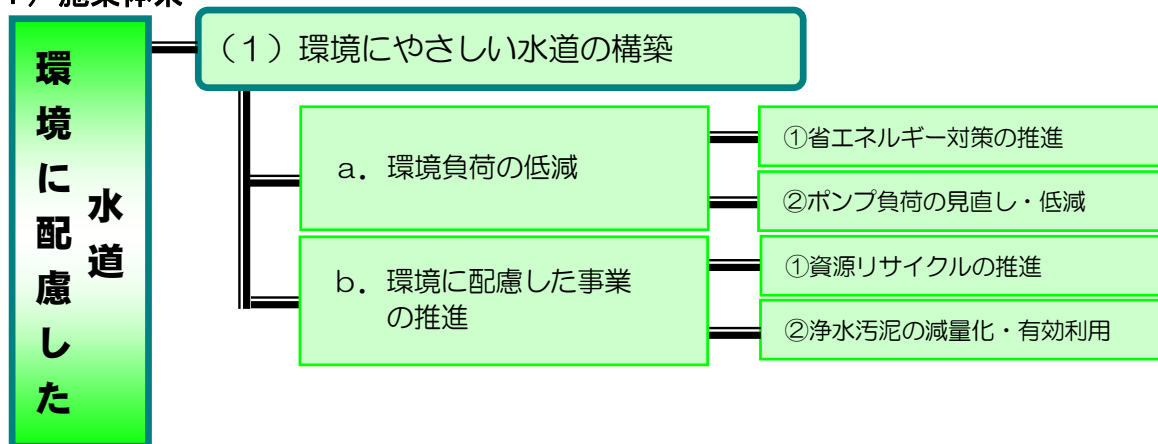 環境に配慮した
水道
（１）環境にやさしい水道の構築
ａ．環境負荷の低減
①省エネルギー対策の推進
②ポンプ負荷の見直し・低減
ｂ．環境に配慮した事業
の推進
①資源リサイクルの推進
②浄水汚泥の減量化・有効利用